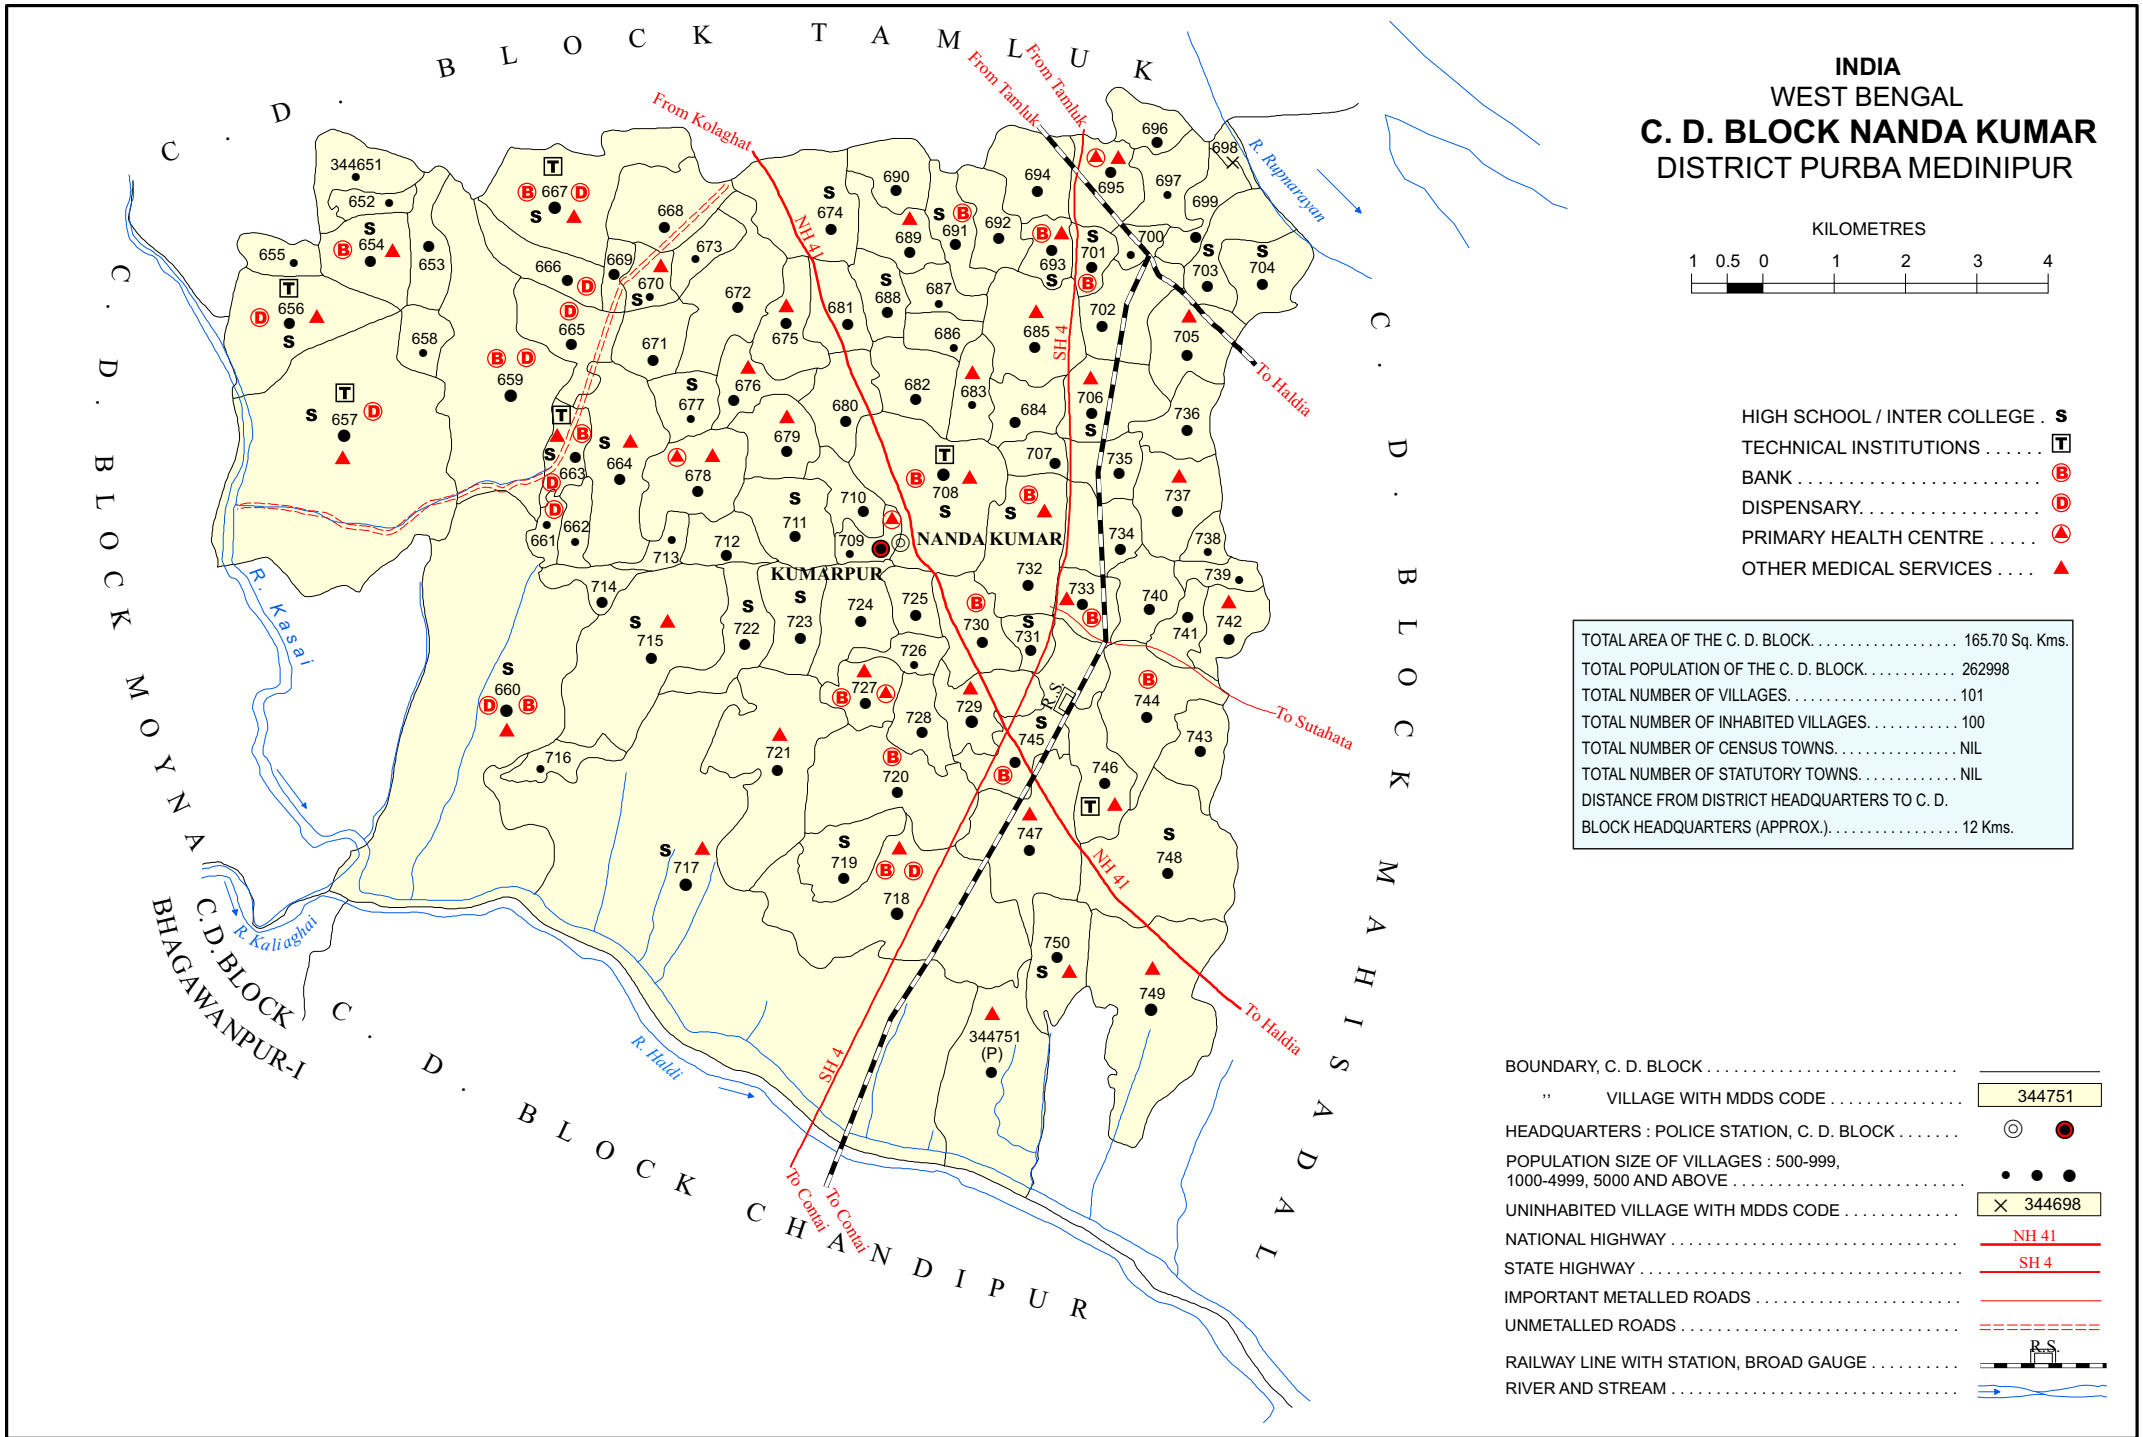 C. D. BLOCK TAMLUK
INDIA
WEST BENGAL
C. D. BLOCK NANDA KUMAR
DISTRICT PURBA MEDINIPUR
KILOMETRES
1 0.5 0 1 2 3 4
HIGH SCHOOL / INTER COLLEGE . S
TECHNICAL INSTITUTIONS . . . . . . T
BANK . . . . . . . . . . . . . . . . . . . . . . . . B
DISPENSARY. . . . . . . . . . . . . . . . . . D
PRIMARY HEALTH CENTRE . . . . .
OTHER MEDICAL SERVICES . . . .
TOTAL AREA OF THE C. D. BLOCK. . . . . . . . . . . . . . . . . . 165.70 Sq. Kms.
TOTAL POPULATION OF THE C. D. BLOCK. . . . . . . . . . . . 262998
TOTAL NUMBER OF VILLAGES. . . . . . . . . . . . . . . . . . . . . 101
TOTAL NUMBER OF INHABITED VILLAGES. . . . . . . . . . . 100
TOTAL NUMBER OF CENSUS TOWNS. . . . . . . . . . . . . . . NIL
TOTAL NUMBER OF STATUTORY TOWNS. . . . . . . . . . . . NIL
DISTANCE FROM DISTRICT HEADQUARTERS TO C. D.
BLOCK HEADQUARTERS (APPROX.). . . . . . . . . . . . . . . . 12 Kms.
BOUNDARY, C. D. BLOCK . . . . . . . . . . . . . . . . . . . . . . . . . . . .
,, VILLAGE WITH MDDS CODE . . . . . . . . . . . . . . . 344751
HEADQUARTERS : POLICE STATION, C. D. BLOCK . . . . . . .
POPULATION SIZE OF VILLAGES : 500-999,
1000-4999, 5000 AND ABOVE . . . . . . . . . . . . . . . . . . . . . . . . . .
UNINHABITED VILLAGE WITH MDDS CODE . . . . . . . . . . . . . 344698
NATIONAL HIGHWAY . . . . . . . . . . . . . . . . . . . . . . . . . . . . . . . . NH 41
STATE HIGHWAY . . . . . . . . . . . . . . . . . . . . . . . . . . . . . . . . . . . . SH 4
IMPORTANT METALLED ROADS . . . . . . . . . . . . . . . . . . . . . . .
UNMETALLED ROADS . . . . . . . . . . . . . . . . . . . . . . . . . . . . . . .
RAILWAY LINE WITH STATION, BROAD GAUGE . . . . . . . . . . R.S.
RIVER AND STREAM . . . . . . . . . . . . . . . . . . . . . . . . . . . . . . . .
C. D. BLOCK MOYNA
C. D. BLOCK MAHISADAL
C. D. BLOCK CHANDIPUR
C.D.BLOCK
BHAGAWANPUR-I
From Kolaghat
From Tamluk
From Tamluk
To Haldia
To Haldia
To Sutahata
To Contai
To Contai
NH 41
NH 41
SH 4
SH 4
R. Rupnarayan
R. Kasai
R. Kaliaghai
R. Haldi
R.S.
NANDA KUMAR
KUMARPUR
344651
652
S
B 654
653
655
T
D 656
S
T
S 657 D
658
B D
659
S
660
D B
661
662
T
B
S
663
D
D
S
664
D
665
666
D
T
B 667 D
S
668
669
670
S
671
672
673
S
674
675
676
S
677
678
679
680
681
682
683
684
685
686
687
S
688
689
690
S B
691
692
B
693
S
694
695
696
697
698
699
700
S
701
B
702
S
703
S
704
705
706
S
707
T
B 708
S
B
S
709
710
S
711
712
713
714
S
715
716
S
717
B D
718
S
719
B
720
721
S
722
S
723
724
725
726
B 727
728
729
B
730
S
731
732
733
B
734
735
736
737
738
739
740
741
742
743
B
744
S
745
B
746
T
747
S
748
749
750
S
344751
(P)